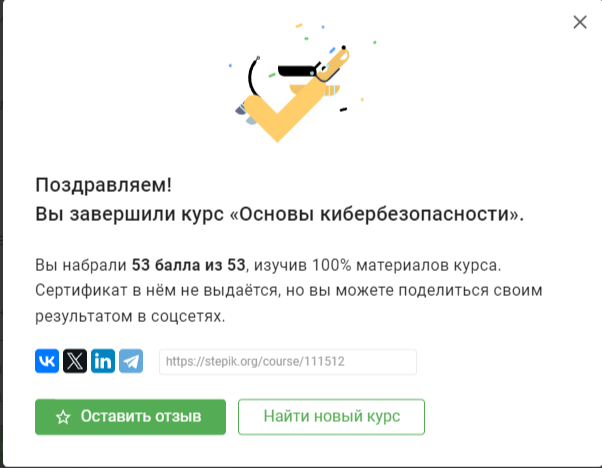 Поздравляем!
Вы завершили курс «Основы кибербезопасности».
Вы набрали 53 балла из 53, изучив 100% материалов курса.
Сертификат в нём не выдаётся, но вы можете поделиться своим
результатом в соцсетях.
https://stepik.org/course/111512
Оставить отзыв
Найти новый курс